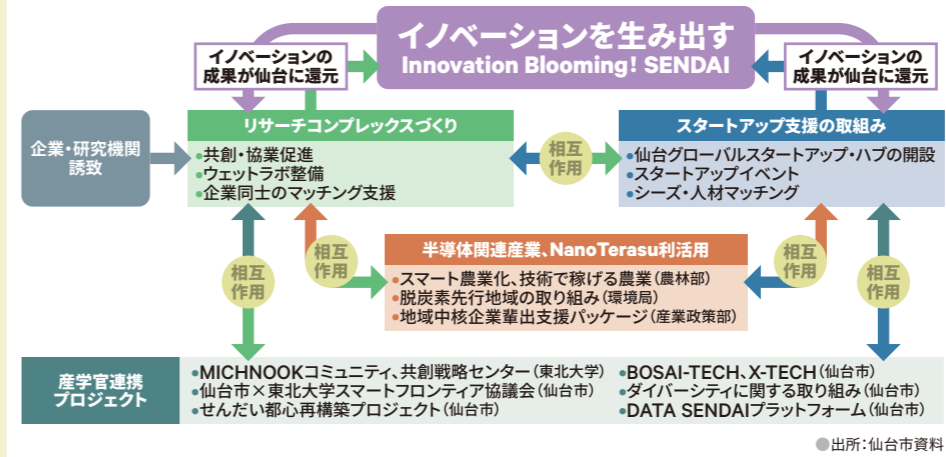 イノベーションを生み出す
Innovation Blooming! SENDAI
イノベーションの
成果が仙台に還元
イノベーションの
成果が仙台に還元
企業・研究機関
誘致
リサーチコンプレックスづくり
●共創・協業促進
●ウェットラボ整備
●企業同士のマッチング支援
相互
作用
スタートアップ支援の取組み
●仙台グローバルスタートアップ・ハブの開設
●スタートアップイベント
●シーズ・人材マッチング
相互
作用
相互
作用
半導体関連産業、NanoTerasu利活用
●スマート農業化、技術で稼げる農業（農林部）
●脱炭素先行地域の取り組み（環境局）
●地域中核企業輩出支援パッケージ（産業政策部）
相互
作用
相互
作用
産学官連携
プロジェクト
●MICHNOOKコミュニティ、共創戦略センター（東北大学）
●仙台市×東北大学スマートフロンティア協議会（仙台市）
●せんだい都心再構築プロジェクト（仙台市）
●BOSAI-TECH、X-TECH（仙台市）
●ダイバーシティに関する取り組み（仙台市）
●DATA SENDAIプラットフォーム（仙台市）
●出所：仙台市資料